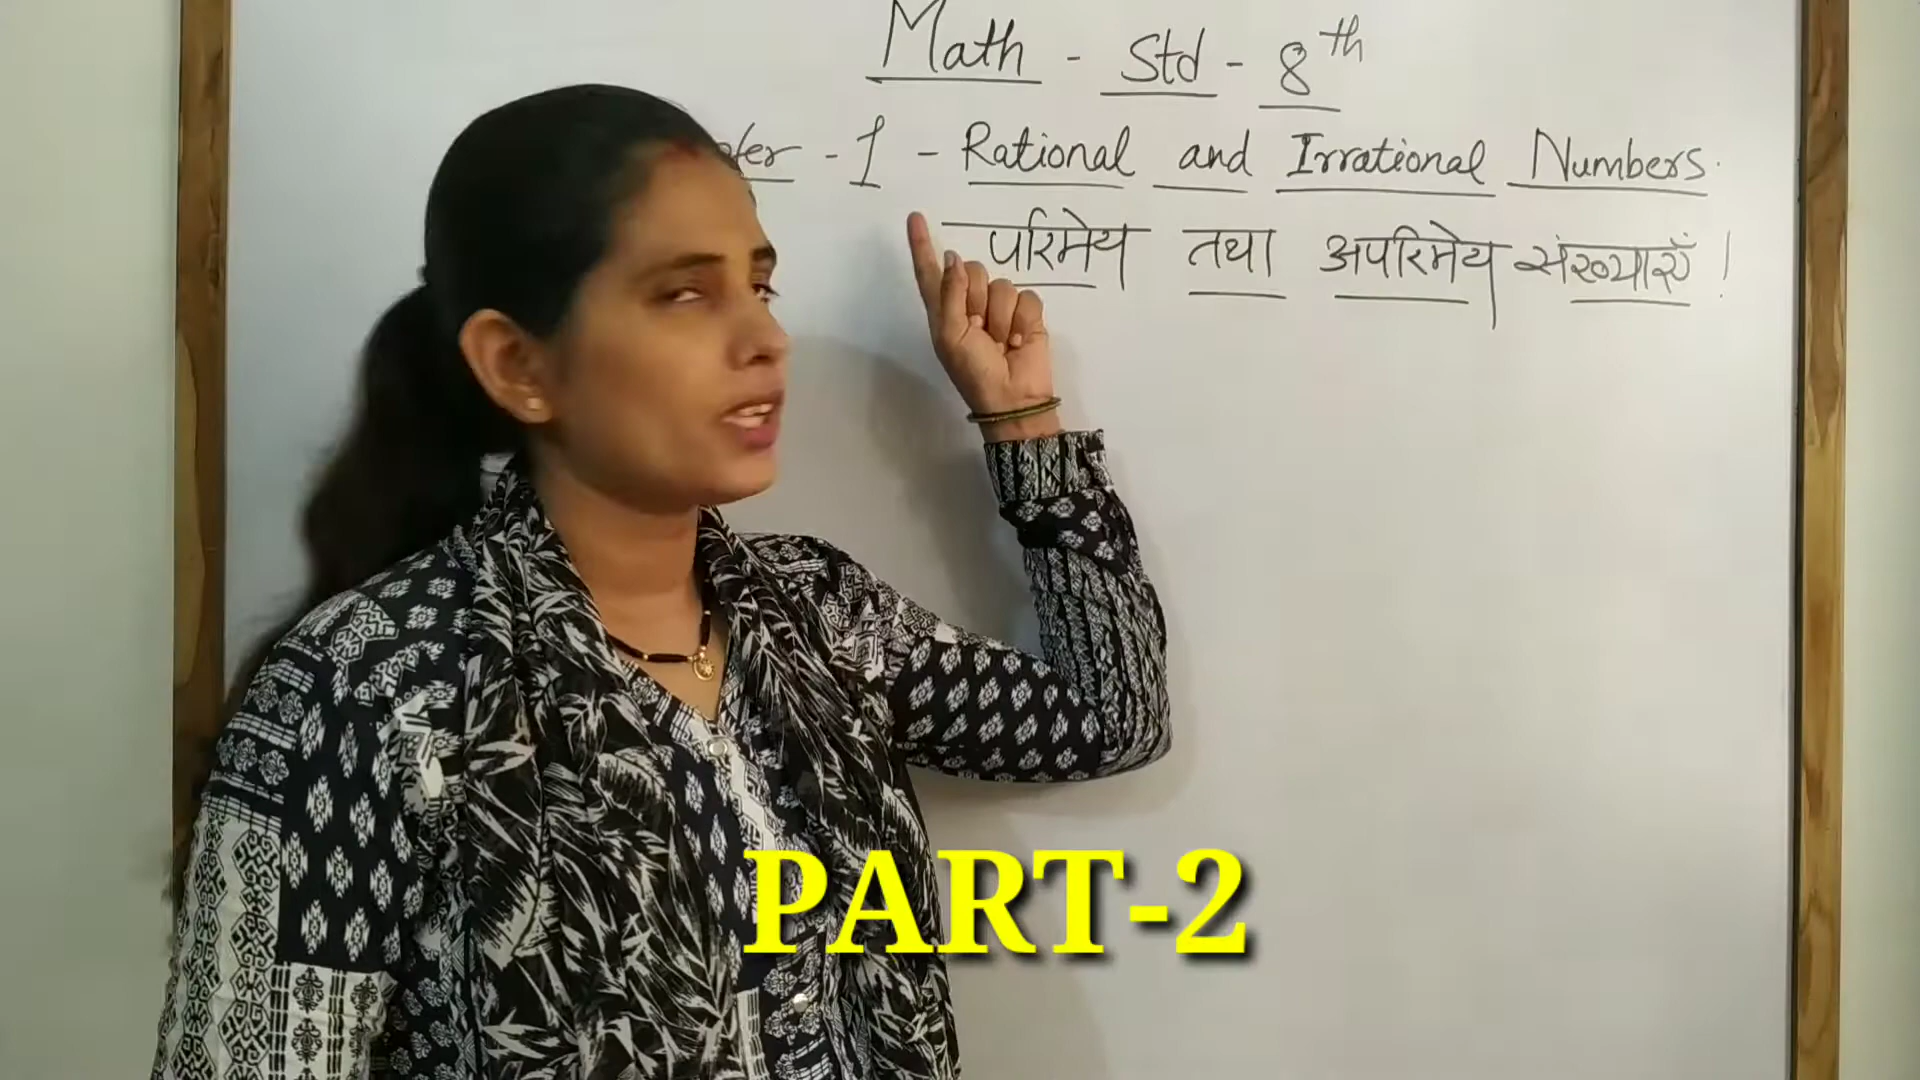 Math - Std - 8th
- 1 - Rational and Irrational Numbers.
परिमेय तथा अपरिमेय संख्याएँ !
PART-2